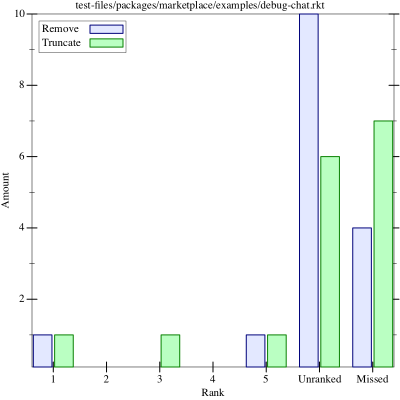 test-files/packages/marketplace/examples/debug-chat.rkt
Remove
Truncate
10
8
6
4
2
Amount
1 2 3 4 5 Unranked Missed
Rank